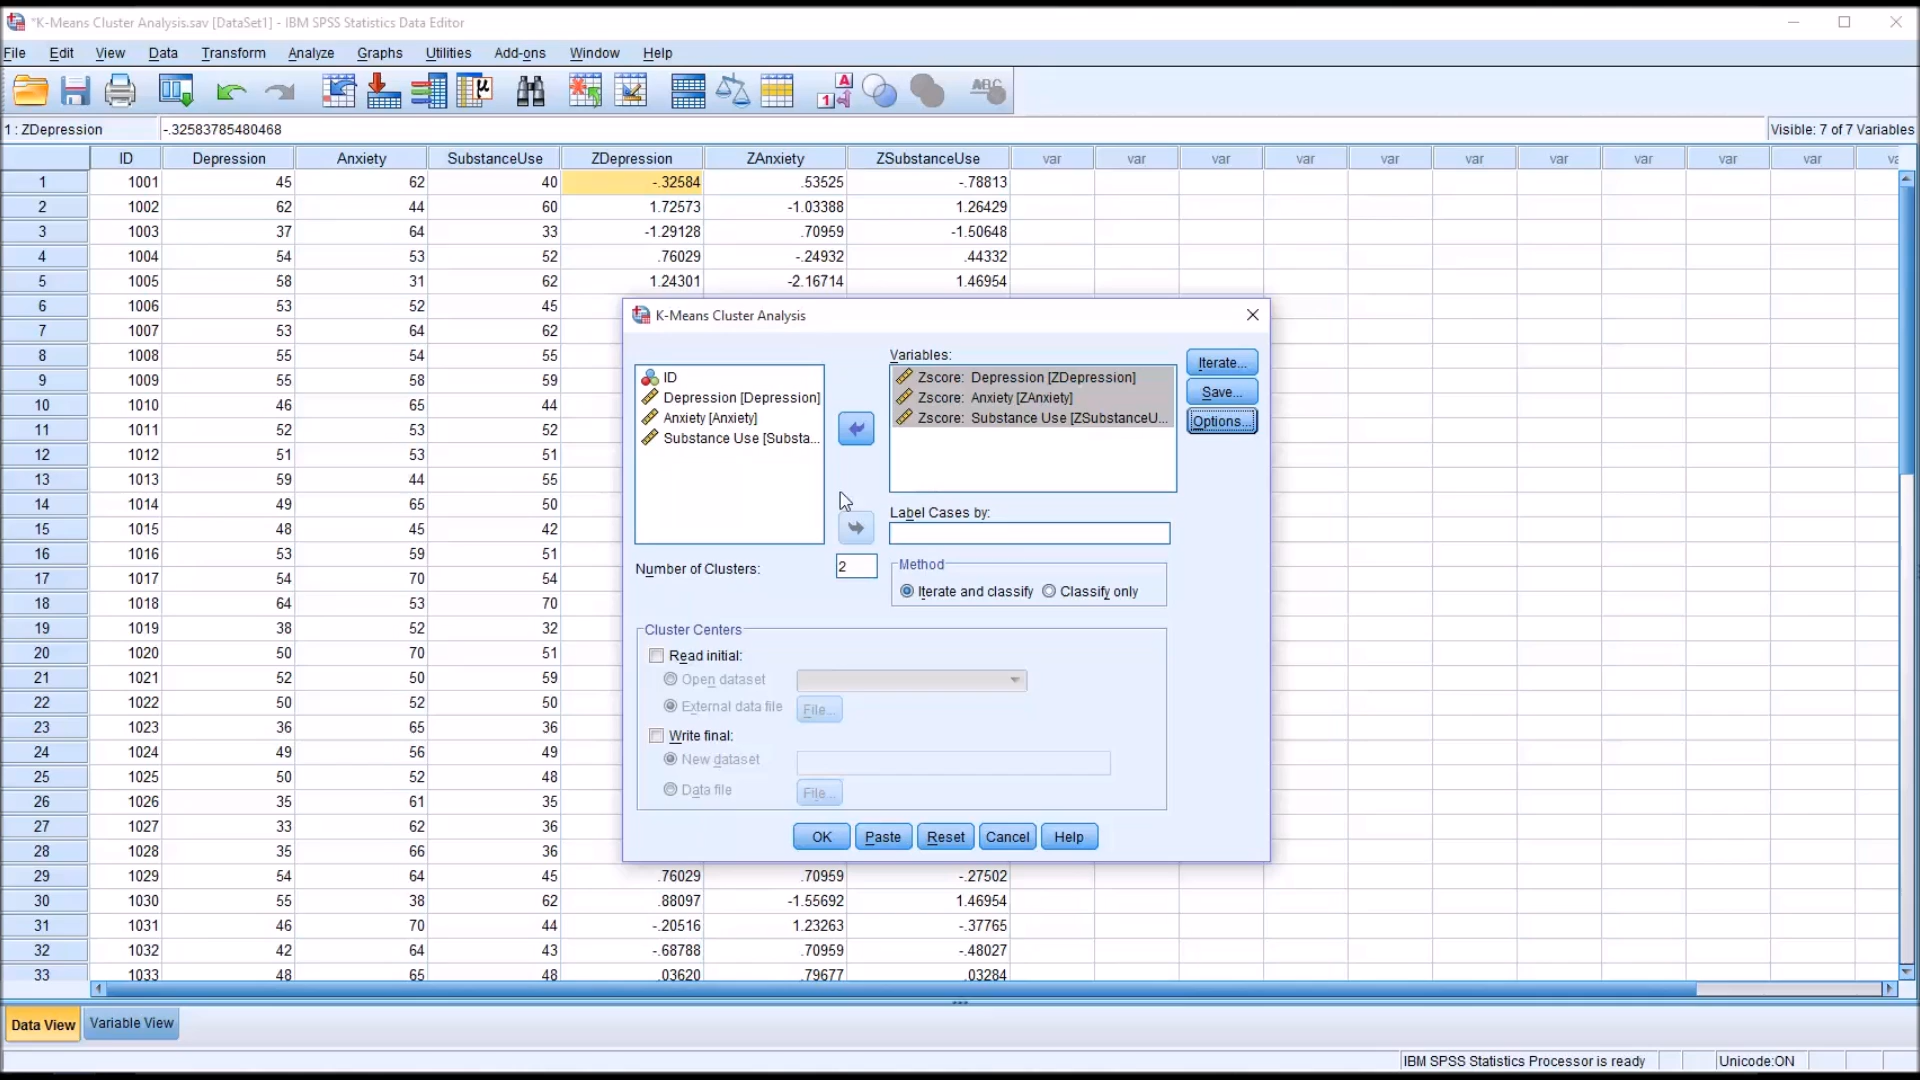 *K-Means Cluster Analysis.sav [DataSet1] - IBM SPSS Statistics Data Editor
File Edit View Data Transform Analyze Graphs Utilities Add-ons Window Help
1 : ZDepression -.32583785480468 Visible: 7 of 7 Variables
ID Depression Anxiety SubstanceUse ZDepression ZAnxiety ZSubstanceUse var var var var var var var var var var
1 1001 45 62 40 -.32584 .53525 -.78813
2 1002 62 44 60 1.72573 -1.03388 1.26429
3 1003 37 64 33 -1.29128 .70959 -1.50648
4 1004 54 53 52 .76029 -.24932 .44332
5 1005 58 31 62 1.24301 -2.16714 1.46954
6 1006 53 52 45
7 1007 53 64 62
8 1008 55 54 55
9 1009 55 58 59
10 1010 46 65 44
11 1011 52 53 52
12 1012 51 53 51
13 1013 59 44 55
14 1014 49 65 50
15 1015 48 45 42
16 1016 53 59 51
17 1017 54 70 54
18 1018 64 53 70
19 1019 38 52 32
20 1020 50 70 51
21 1021 52 50 59
22 1022 50 52 50
23 1023 36 65 36
24 1024 49 56 49
25 1025 50 52 48
26 1026 35 61 35
27 1027 33 62 36
28 1028 35 66 36
29 1029 54 64 45 .76029 .70959 -.27502
30 1030 55 38 62 .88097 -1.55692 1.46954
31 1031 46 70 44 -.20516 1.23263 -.37765
32 1032 42 64 43 -.68788 .70959 -.48027
33 1033 48 65 48 .03620 .79677 .03284
K-Means Cluster Analysis
Variables:
ID
Depression [Depression]
Anxiety [Anxiety]
Substance Use [Substa...
Zscore: Depression [ZDepression]
Zscore: Anxiety [ZAnxiety]
Zscore: Substance Use [ZSubstanceU...
Iterate...
Save...
Options...
Label Cases by:
Number of Clusters: 2
Method
Iterate and classify Classify only
Cluster Centers
Read initial:
Open dataset
External data file File...
Write final:
New dataset
Data file File...
OK Paste Reset Cancel Help
Data View Variable View
IBM SPSS Statistics Processor is ready Unicode:ON